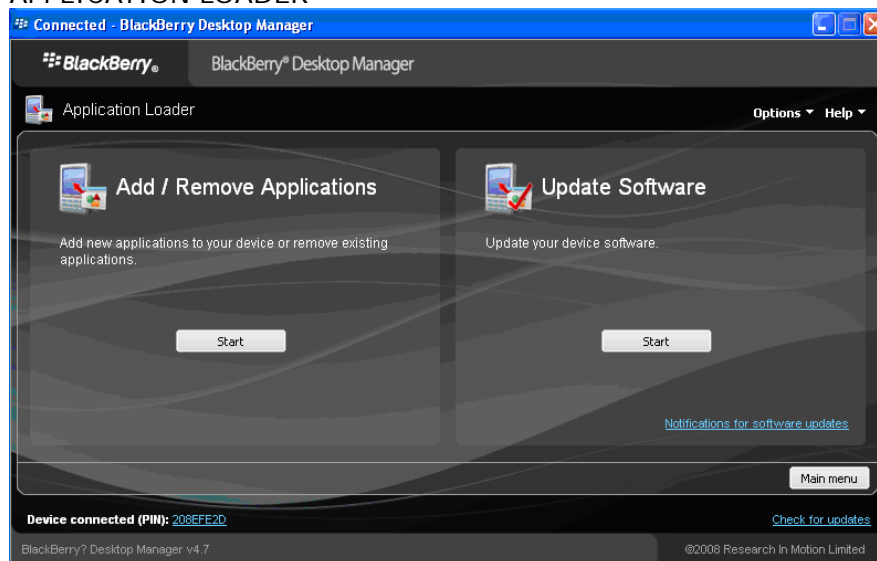 APPLICATION LOADER
Connected - BlackBerry Desktop Manager
BlackBerry® BlackBerry® Desktop Manager
Application Loader Options Help
Add / Remove Applications
Add new applications to your device or remove existing
applications.
Start
Update Software
Update your device software.
Start
Notifications for software updates
Main menu
Device connected (PIN): 208EFE2D Check for updates
BlackBerry? Desktop Manager v4.7 ©2008 Research In Motion Limited